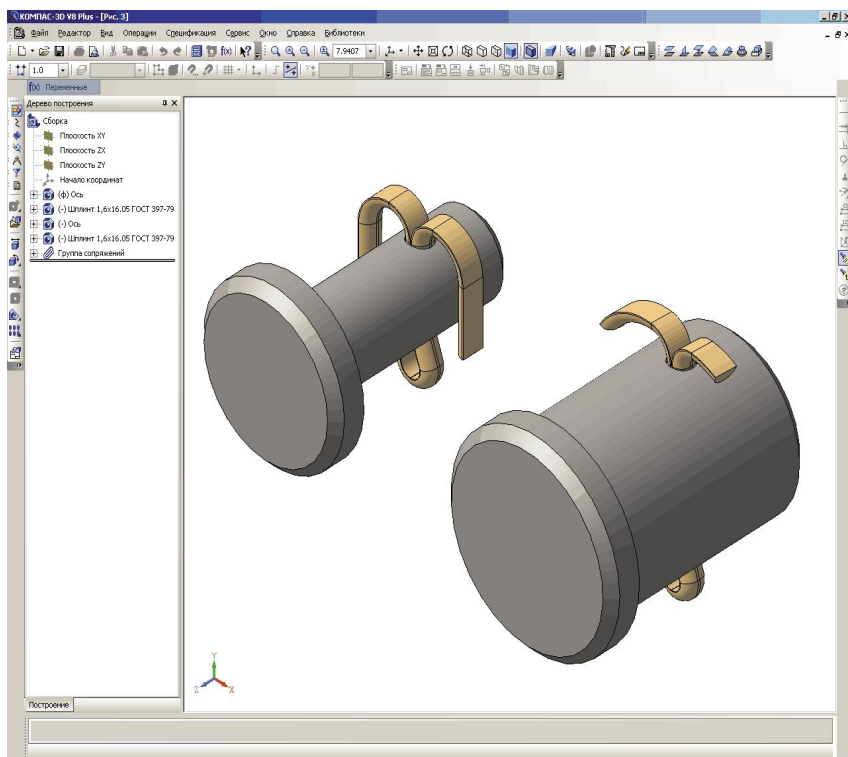 КОМПАС-3D V8 Plus - [Рис. 3]
Файл Редактор Вид Операции Спецификация Сервис Окно Справка Библиотеки
f(x) 7.9407
1.0
f(x) Переменные
Дерево построения
Сборка
Плоскость XY
Плоскость ZX
Плоскость ZY
Начало координат
(ф) Ось
(-) Шплинт 1,6x16.05 ГОСТ 397-79
(-) Ось
(-) Шплинт 1,6x16.05 ГОСТ 397-79
Группа сопряжений
Y
Z X
Построение